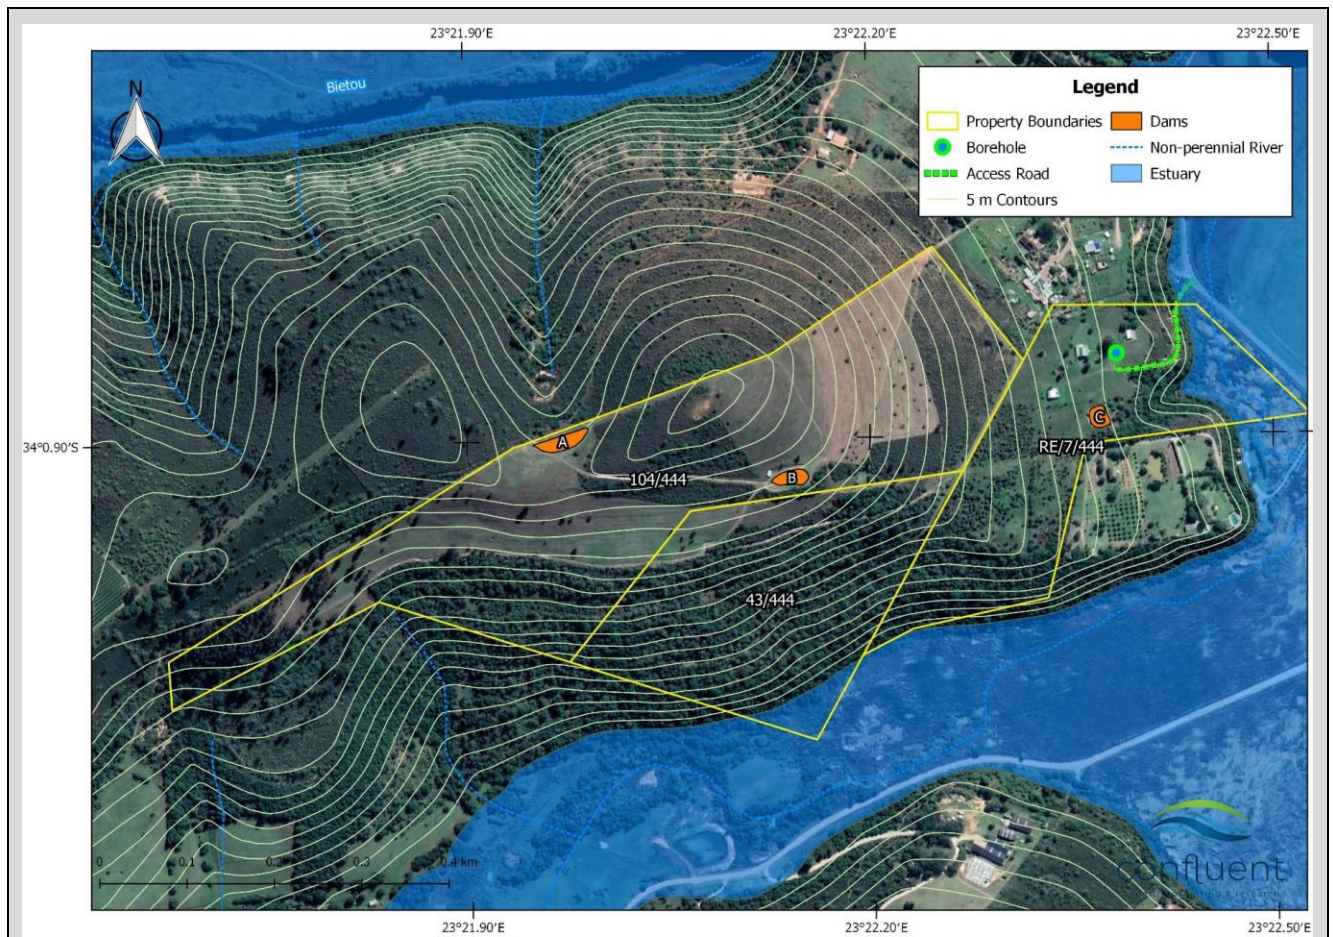 23°21.90′E 23°22.20′E 23°22.50′E
N
Bietou
Legend
Property Boundaries
Borehole
Access Road
5 m Contours
Dams
Non-perennial River
Estuary
34°0.90′S
A
B
C
104/444
RE/7/444
43/444
0 0.1 0.2 0.3 0.4 km
confluent
23°21.90′E 23°22.20′E 23°22.50′E